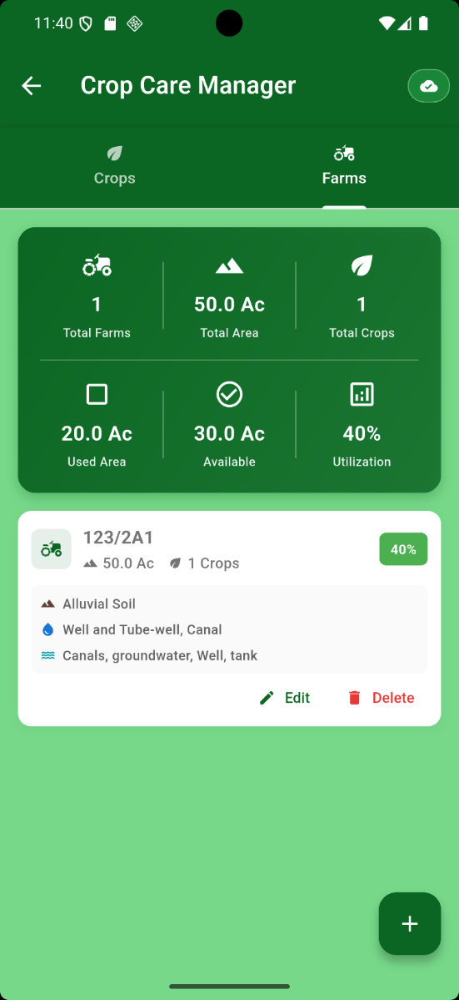 11:40
Crop Care Manager
Crops
Farms
1
50.0 Ac
1
Total Farms
Total Area
Total Crops
20.0 Ac
30.0 Ac
40%
Used Area
Available
Utilization
123/2A1
50.0 Ac
1 Crops
40%
Alluvial Soil
Well and Tube-well, Canal
Canals, groundwater, Well, tank
Edit
Delete